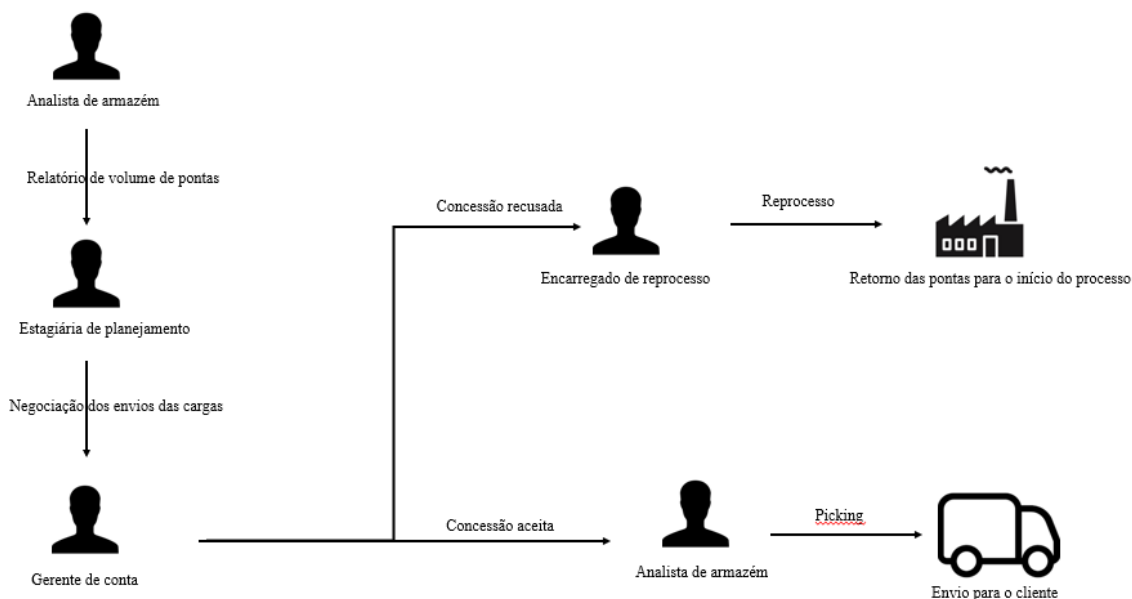 Analista de armazém
Relatório de volume de pontas
Estagiária de planejamento
Negociação dos envios das cargas
Gerente de conta
Concessão recusada
Encarregado de reprocesso
Reprocesso
Retorno das pontas para o início do processo
Concessão aceita
Analista de armazém
Picking
Envio para o cliente